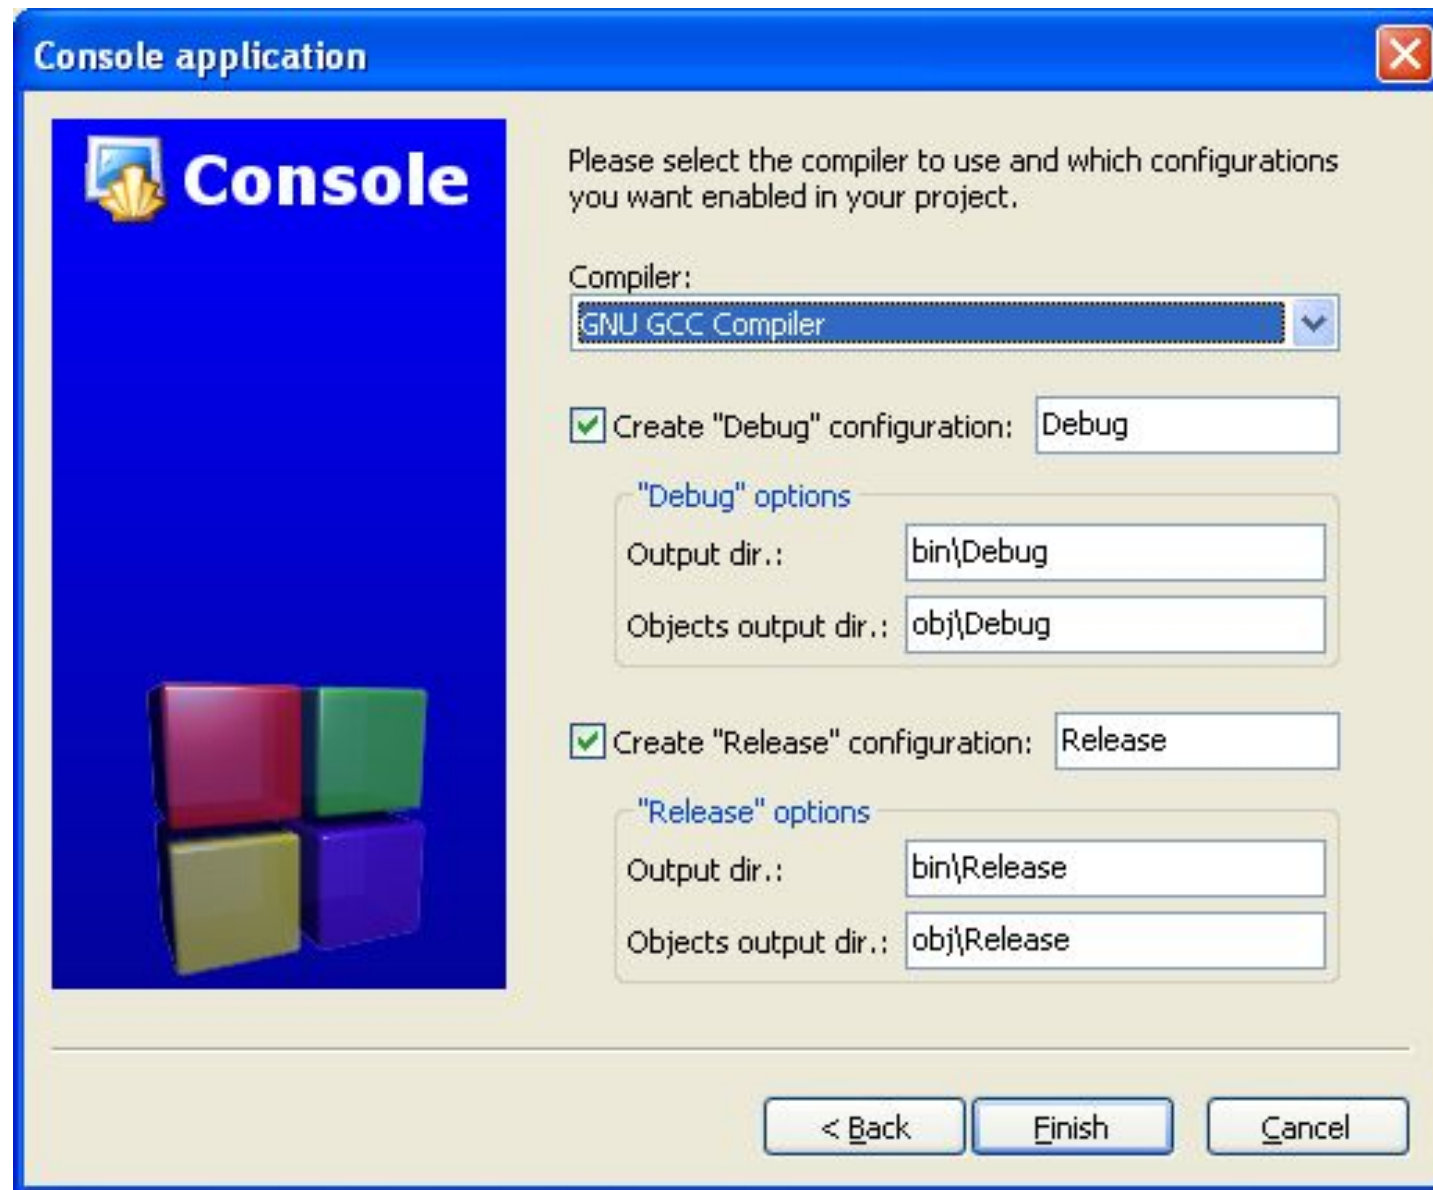 Console application
Console
Please select the compiler to use and which configurations
you want enabled in your project.
Compiler:
GNU GCC Compiler
Create "Debug" configuration: Debug
"Debug" options
Output dir.: bin\Debug
Objects output dir.: obj\Debug
Create "Release" configuration: Release
"Release" options
Output dir.: bin\Release
Objects output dir.: obj\Release
< Back Finish Cancel